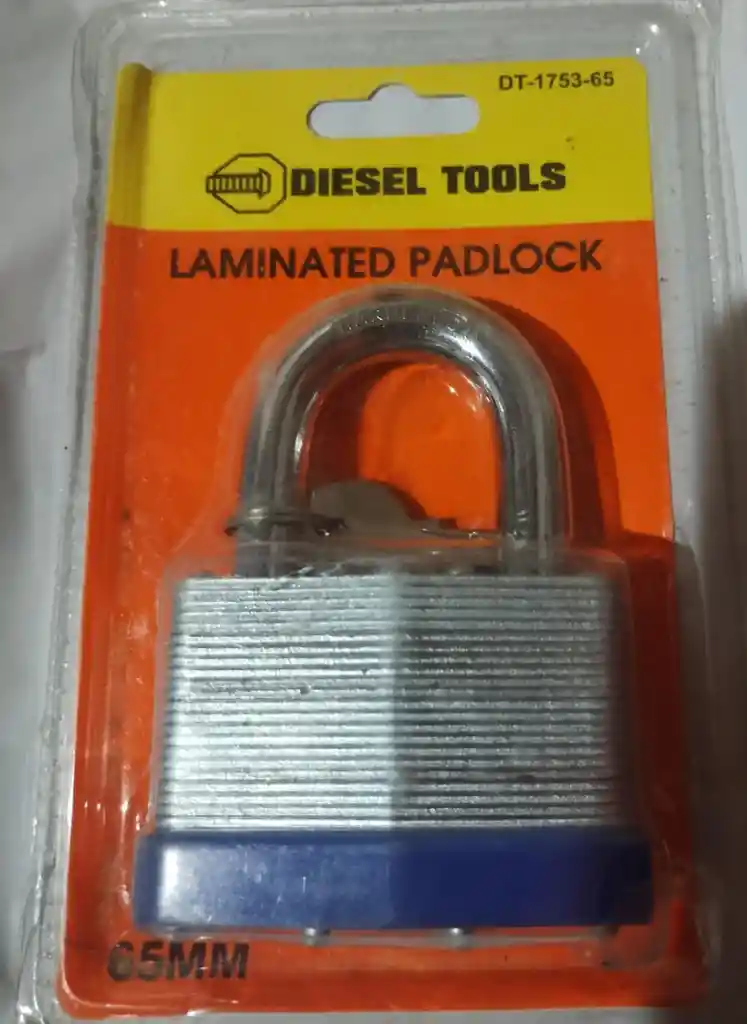 DT-1753-65
DIESEL TOOLS
LAMINATED PADLOCK
65MM